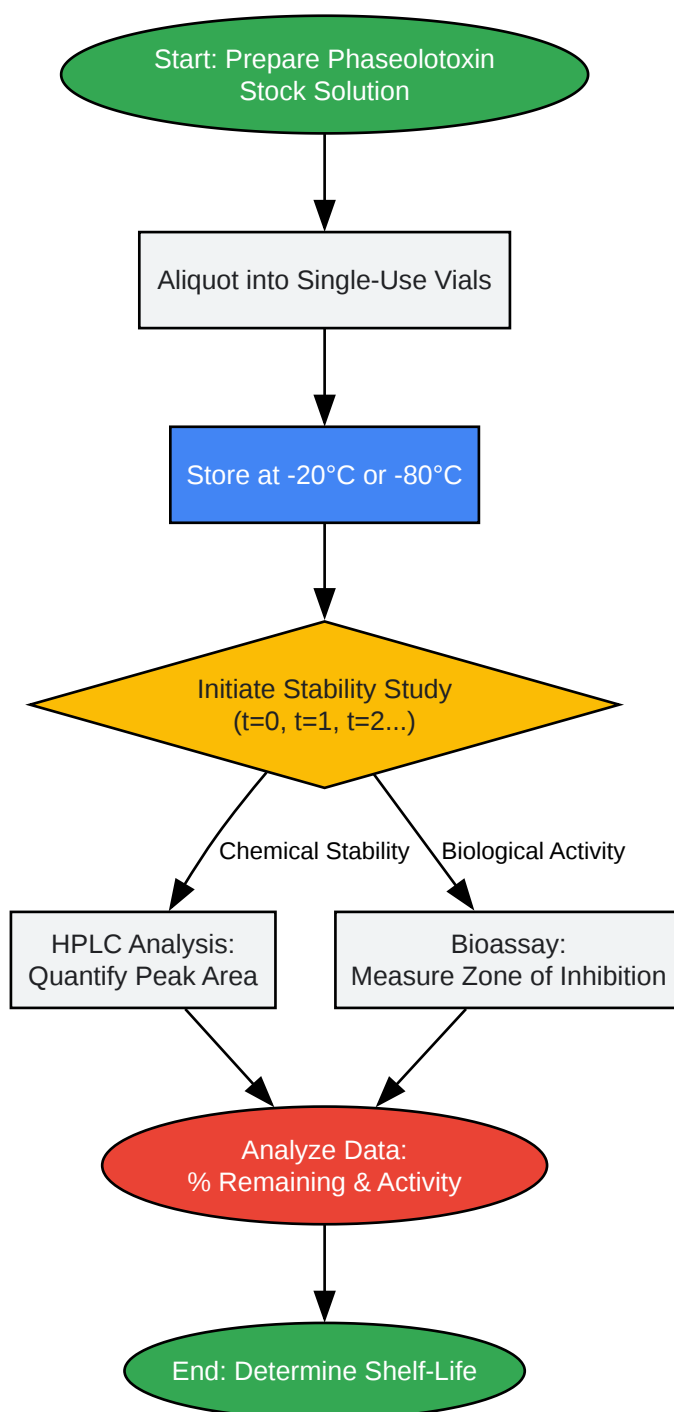 Start: Prepare Phaseolotoxin
Stock Solution
Aliquot into Single-Use Vials
Store at -20°C or -80°C
Initiate Stability Study
(t=0, t=1, t=2...)
Chemical Stability
Biological Activity
HPLC Analysis:
Quantify Peak Area
Bioassay:
Measure Zone of Inhibition
Analyze Data:
% Remaining & Activity
End: Determine Shelf-Life